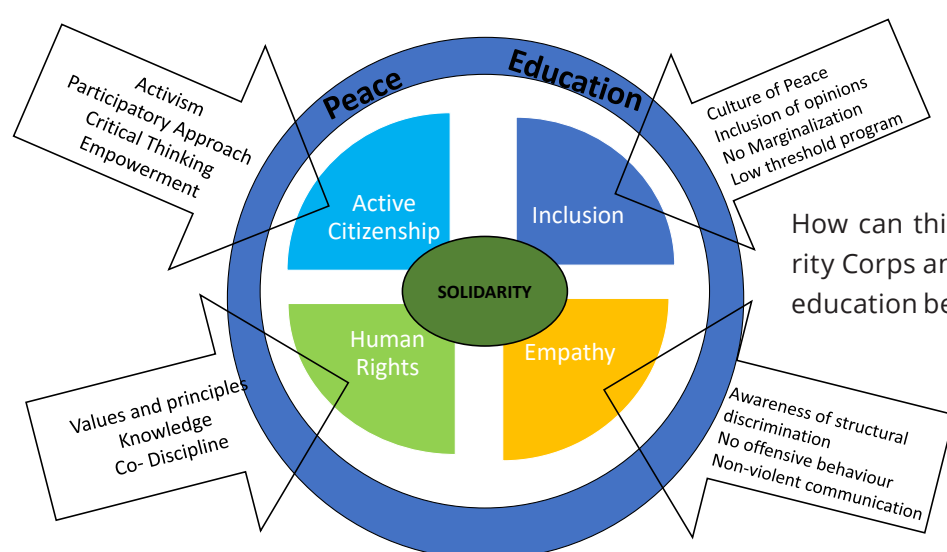 Peace Education
Activism
Participatory Approach
Critical Thinking
Empowerment
Culture of Peace
Inclusion of opinions
No Marginalization
Low threshold program
Active
Citizenship
Inclusion
SOLIDARITY
Human
Rights
Empathy
Values and principles
Knowledge
Co- Discipline
Awareness of structural
discrimination
No offensive behaviour
Non-violent communication
How can thi
rity Corps an
education be